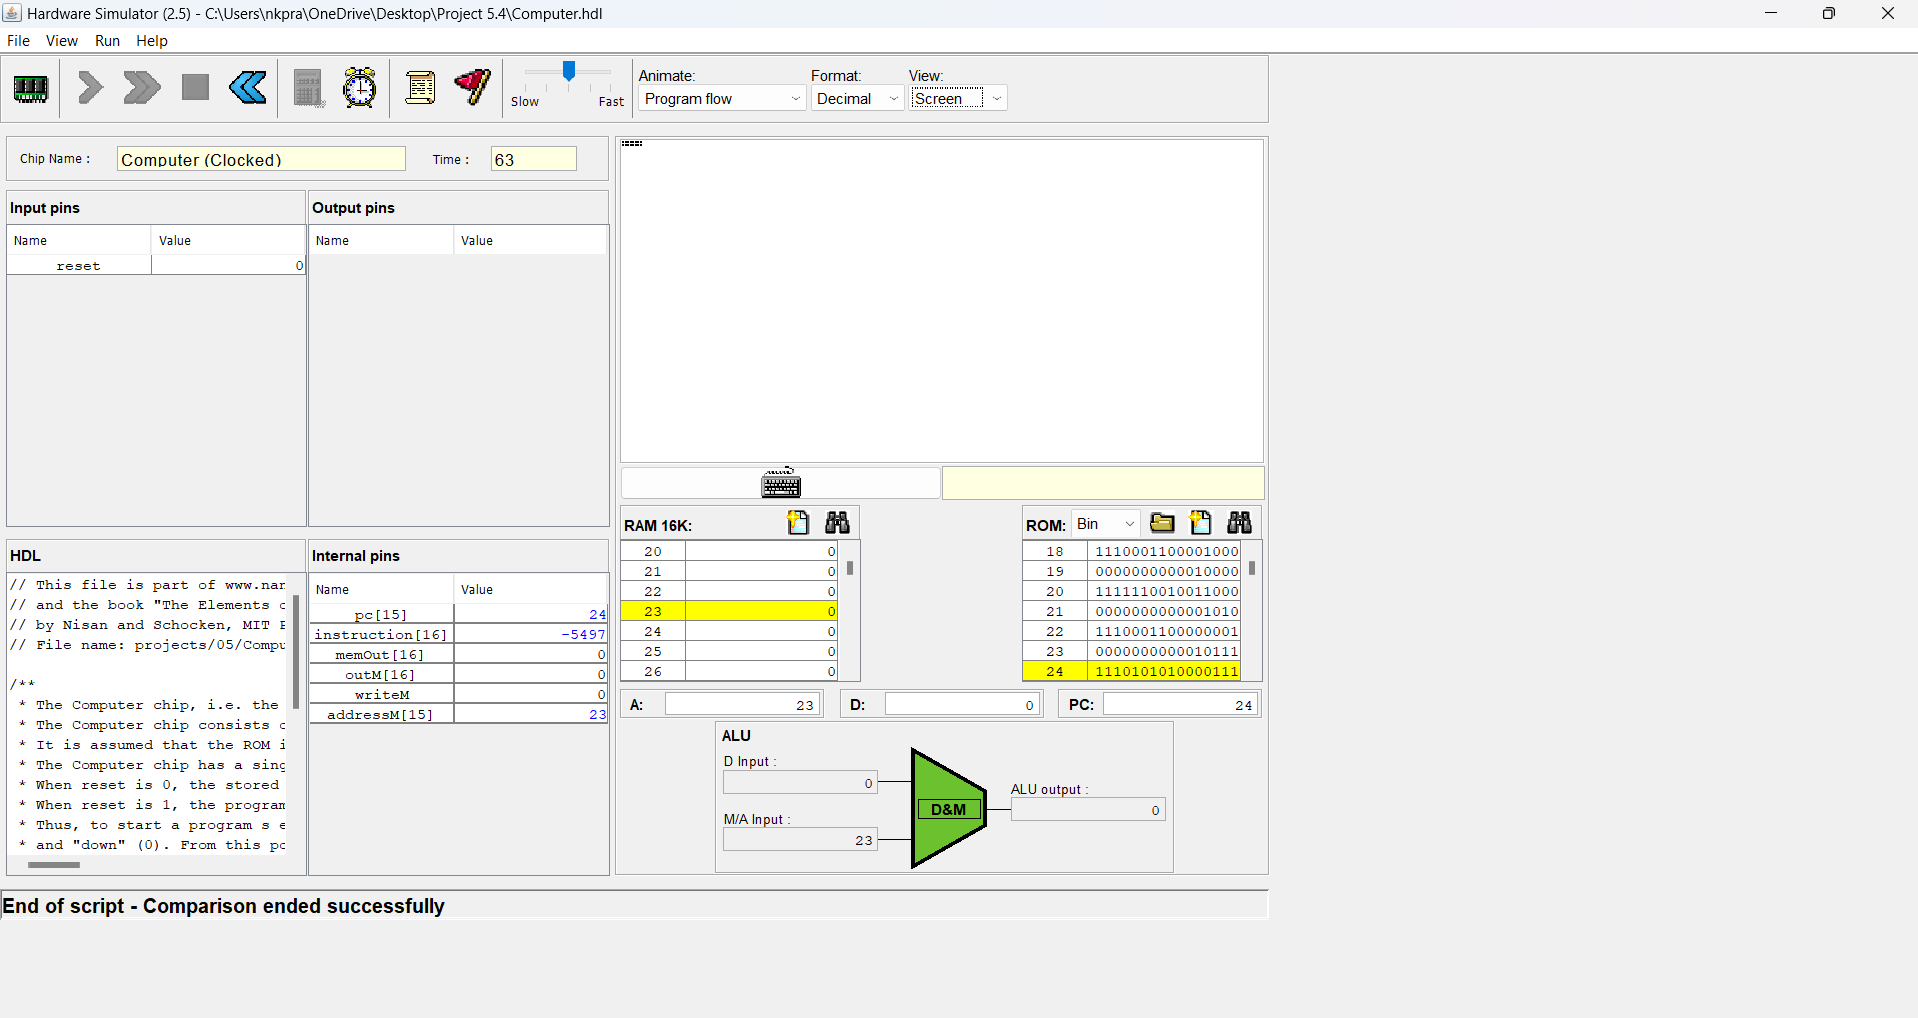 Hardware Simulator (2.5) - C:\Users\nkpra\OneDrive\Desktop\Project 5.4\Computer.hdl
File View Run Help
Slow Fast
Animate: Format: View:
Program flow Decimal Screen
Chip Name : Computer (Clocked) Time : 63
Input pins
Name Value
reset 0
Output pins
Name Value
HDL
// This file is part of www.nan
// and the book "The Elements
// by Nisan and Schocken, MIT
// File name: projects/05/Compu
/**
* The Computer chip, i.e. the
* The Computer chip consists
* It is assumed that the ROM
* The Computer chip has a sing
* When reset is 0, the stored
* When reset is 1, the program
* Thus, to start a program s e
* and "down" (0). From this po
Internal pins
Name Value
pc[15] 24
instruction[16] -5497
memOut[16] 0
outM[16] 0
writeM 0
addressM[15] 23
RAM 16K:
20 0
21 0
22 0
23 0
24 0
25 0
26 0
ROM: Bin
18 1110001100001000
19 0000000000010000
20 1111110010011000
21 0000000000001010
22 1110001100000001
23 0000000000010111
24 1110101010000111
A: 23 D: 0 PC: 24
ALU
D Input :
0
M/A Input :
23
D&M
ALU output :
0
End of script - Comparison ended successfully